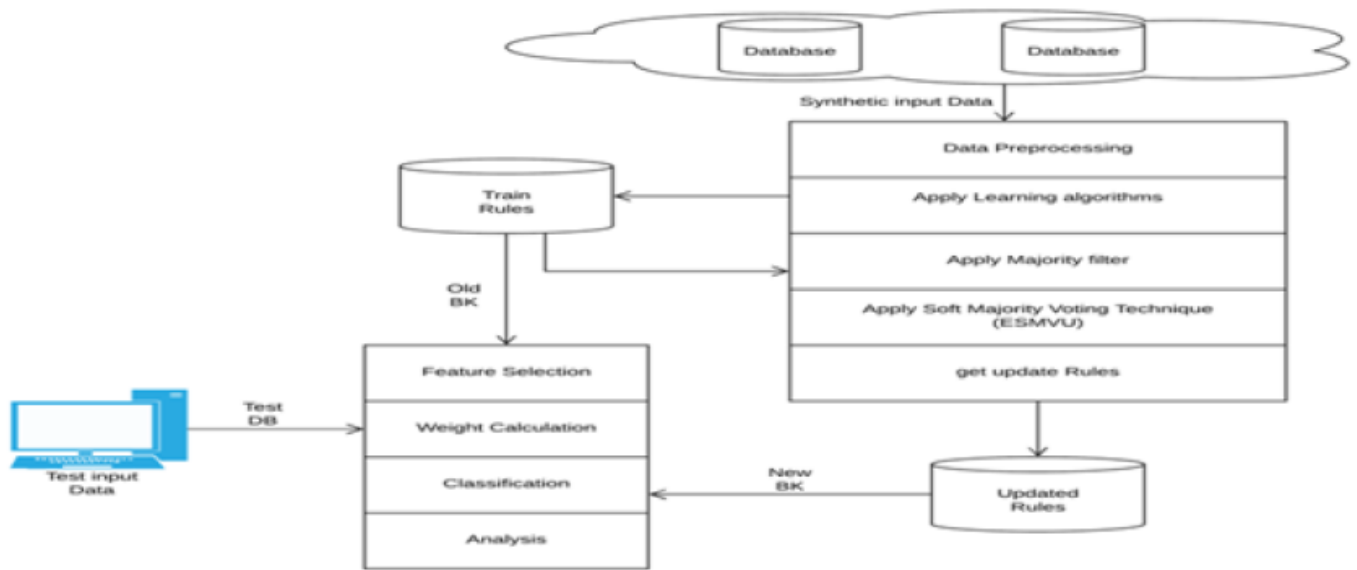 Database
Database
Synthetic input Data
Data Preprocessing
Train
Rules
Apply Learning algorithms
Apply Majority filter
Old
BK
Apply Soft Majority Voting Technique
(ESMVU)
Feature Selection
get update Rules
Test
DB
Weight Calculation
Test input
Data
Classification
New
BK
Updated
Rules
Analysis